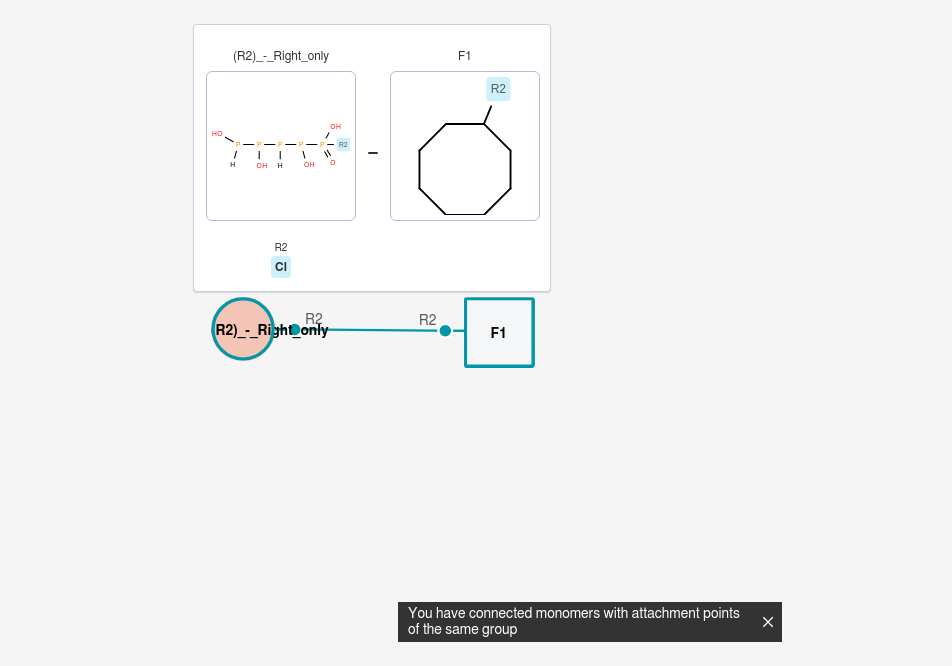 (R2)_-_Right_only
F1
R2
HO
OH
P
P
P
P
P
R2
H
OH
H
OH
O
R2
Cl
R2
R2
R2)_-_Right_only
F1
You have connected monomers with attachment points
of the same group